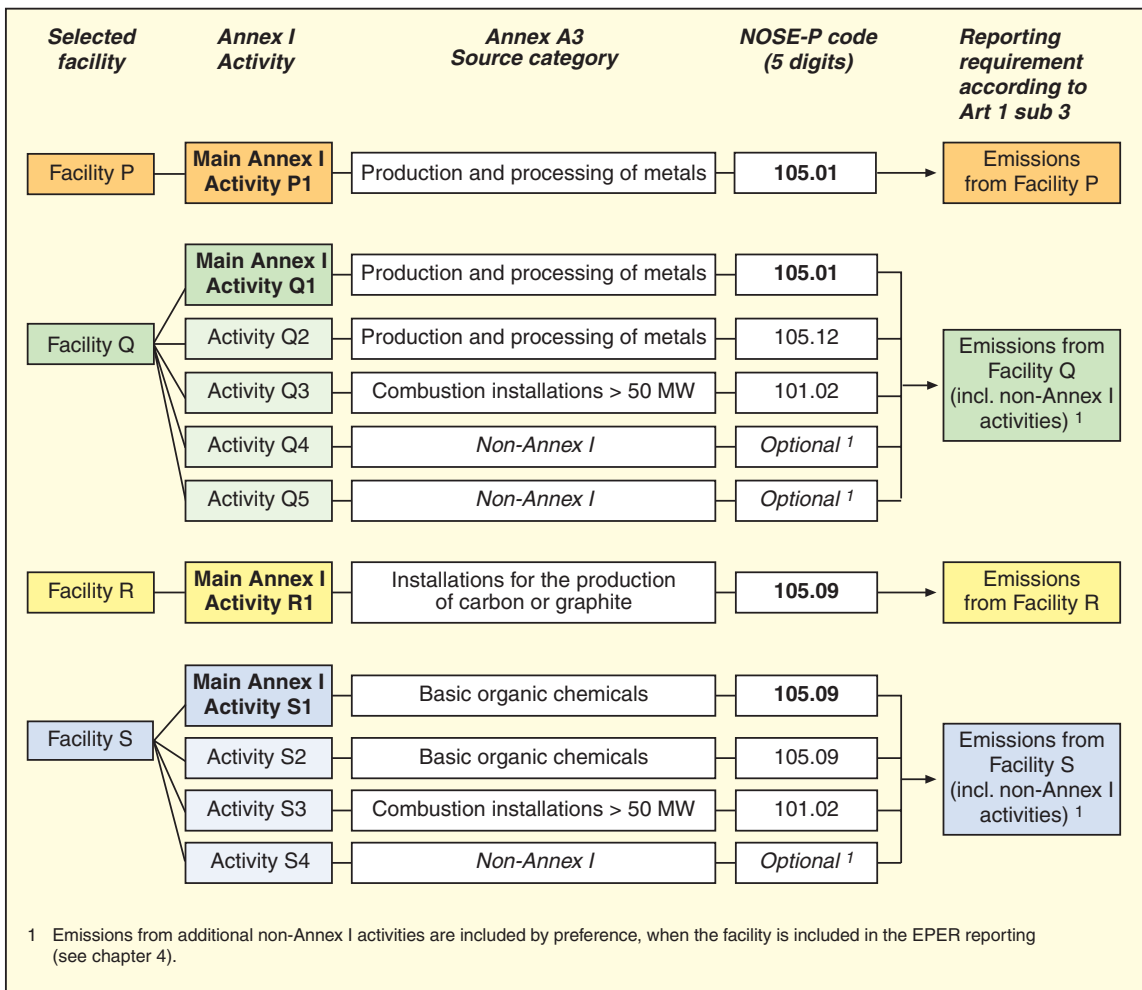 Selected facility
Annex I Activity
Annex A3 Source category
NOSE-P code (5 digits)
Reporting requirement according to Art 1 sub 3
Facility P
Main Annex I Activity P1
Production and processing of metals
105.01
Emissions from Facility P
Main Annex I Activity Q1
Production and processing of metals
105.01
Facility Q
Activity Q2
Production and processing of metals
105.12
Emissions from Facility Q (incl. non-Annex I activities) 1
Activity Q3
Combustion installations > 50 MW
101.02
Activity Q4
Non-Annex I
Optional 1
Activity Q5
Non-Annex I
Optional 1
Facility R
Main Annex I Activity R1
Installations for the production of carbon or graphite
105.09
Emissions from Facility R
Main Annex I Activity S1
Basic organic chemicals
105.09
Facility S
Activity S2
Basic organic chemicals
105.09
Emissions from Facility S (incl. non-Annex I activities) 1
Activity S3
Combustion installations > 50 MW
101.02
Activity S4
Non-Annex I
Optional 1
1 Emissions from additional non-Annex I activities are included by preference, when the facility is included in the EPER reporting
(see chapter 4).